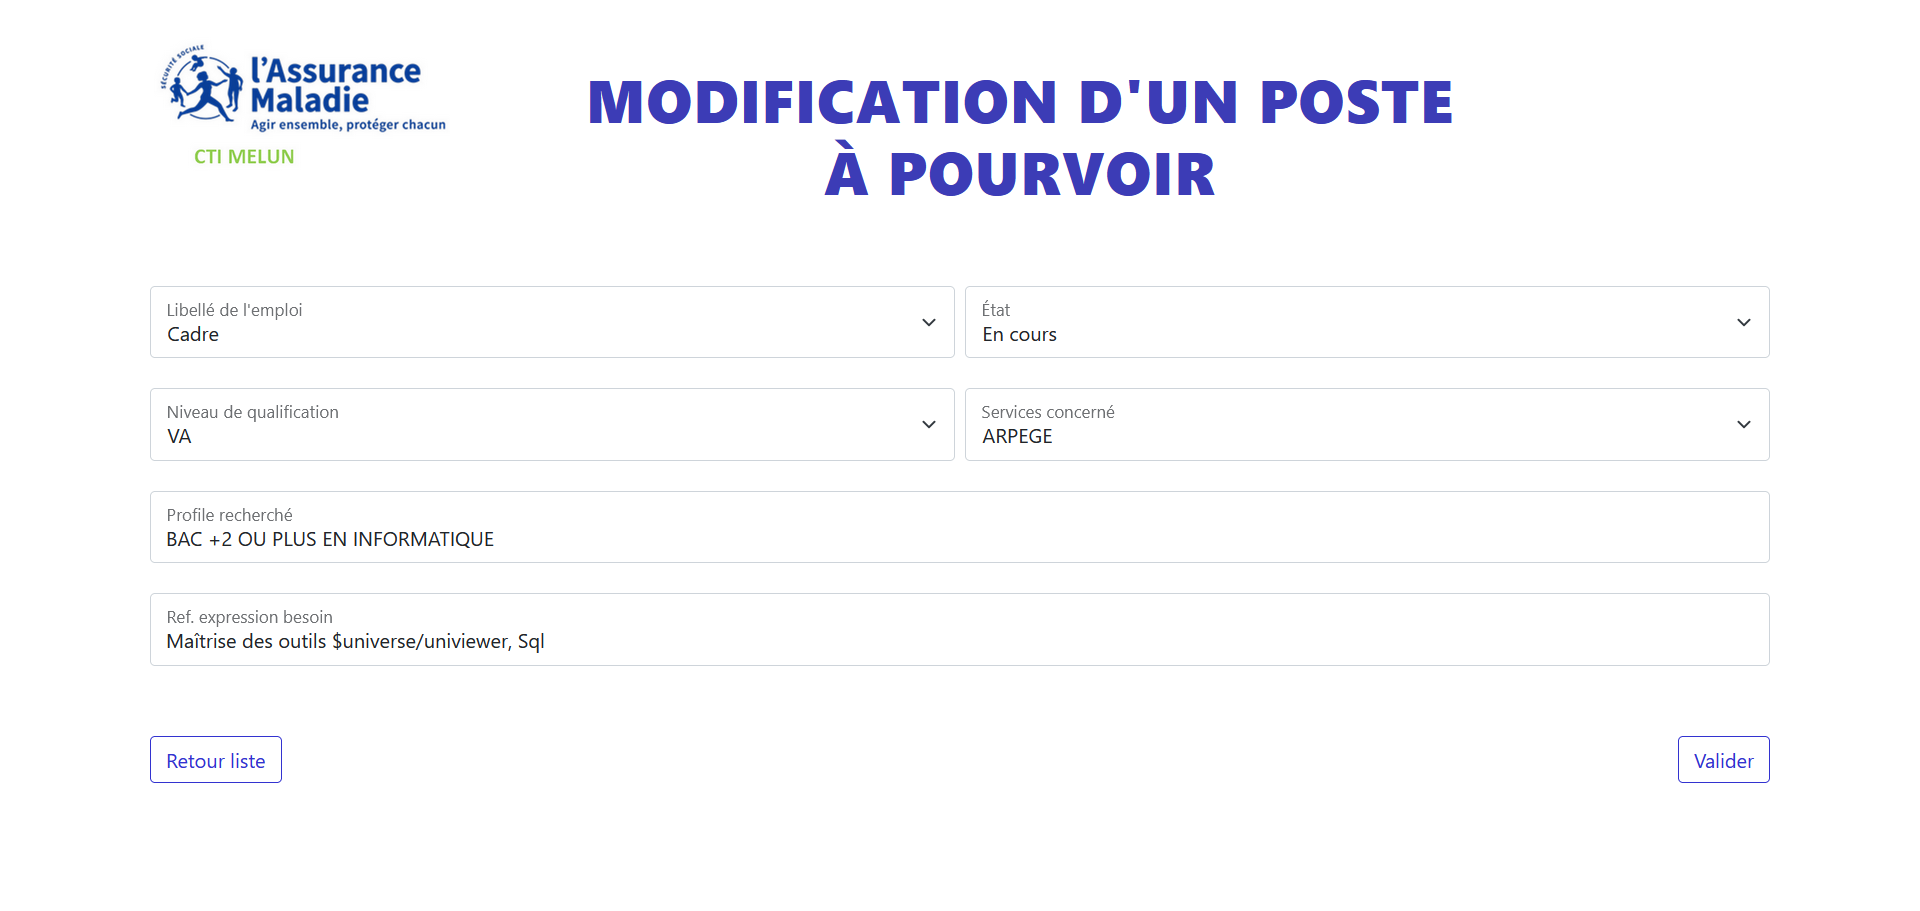 SÉCURITÉ SOCIALE
l'Assurance
Maladie
Agir ensemble, protéger chacun
CTI MELUN
MODIFICATION D'UN POSTE
À POURVOIR
Libellé de l'emploi
Cadre
État
En cours
Niveau de qualification
VA
Services concerné
ARPEGE
Profile recherché
BAC +2 OU PLUS EN INFORMATIQUE
Ref. expression besoin
Maîtrise des outils $universe/univiewer, Sql
Retour liste
Valider